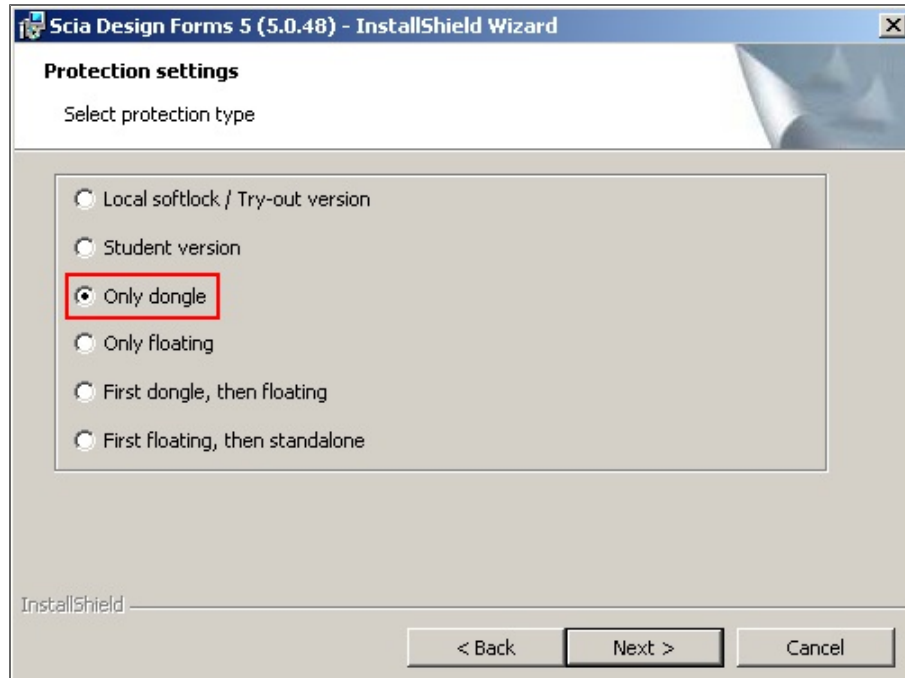 Scia Design Forms 5 (5.0.48) - InstallShield Wizard
Protection settings
Select protection type
Local softlock / Try-out version
Student version
Only dongle
Only floating
First dongle, then floating
First floating, then standalone
InstallShield
< Back Next > Cancel